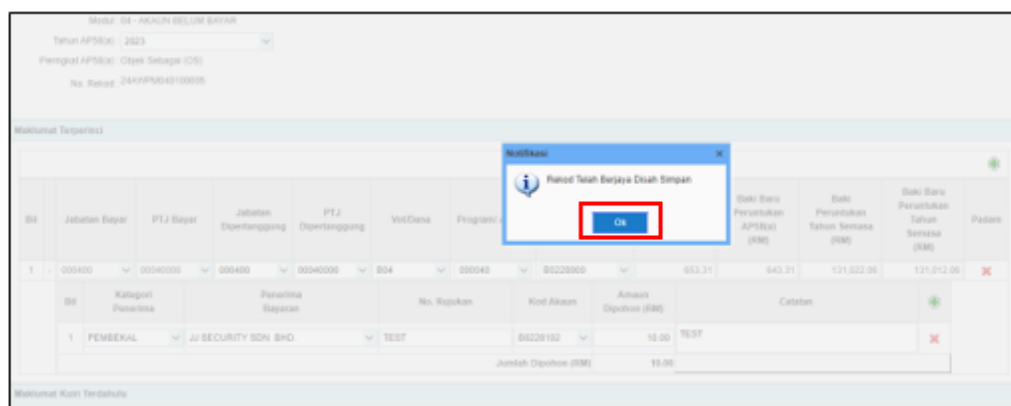 Modul: 04 - AKAUN BELUM BAYAR
Tahun AP58(a): 2023
Peringkat AP58(a): Objek Sebagai (OS)
No. Rekod:
Maklumat Terperinci
Notifikasi
Rekod Telah Berjaya Disah Simpan
Ok
Bil Jabatan Bayar PTJ Bayar Jabatan Dipertanggung PTJ Dipertanggung Vot/Dana Program/ Baki Baru Peruntukan AP58(a) (RM) Baki Peruntukan Tahun Semasa (RM) Baki Baru Peruntukan Tahun Semasa (RM) Padam
1 000400 00040000 000400 00040000 B04 000040 B0228000 653.31 643.31 131,022.06 131,012.06
Bil Kategori Penerima Penerima Bayaran No. Rujukan Kod Akaun Amaun Dipohon (RM) Catatan
1 PEMBEKAL JJ SECURITY SDN. BHD. TEST B0228102 10.00 TEST
Jumlah Dipohon (RM) 10.00
Maklumat Kuiri Terdahulu